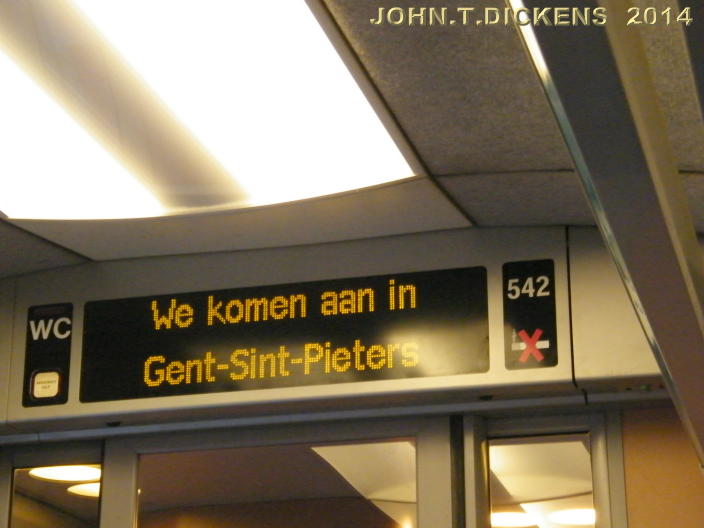 JOHN.T.DICKENS 2014
WC
We komen aan in
Gent-Sint-Pieters
542